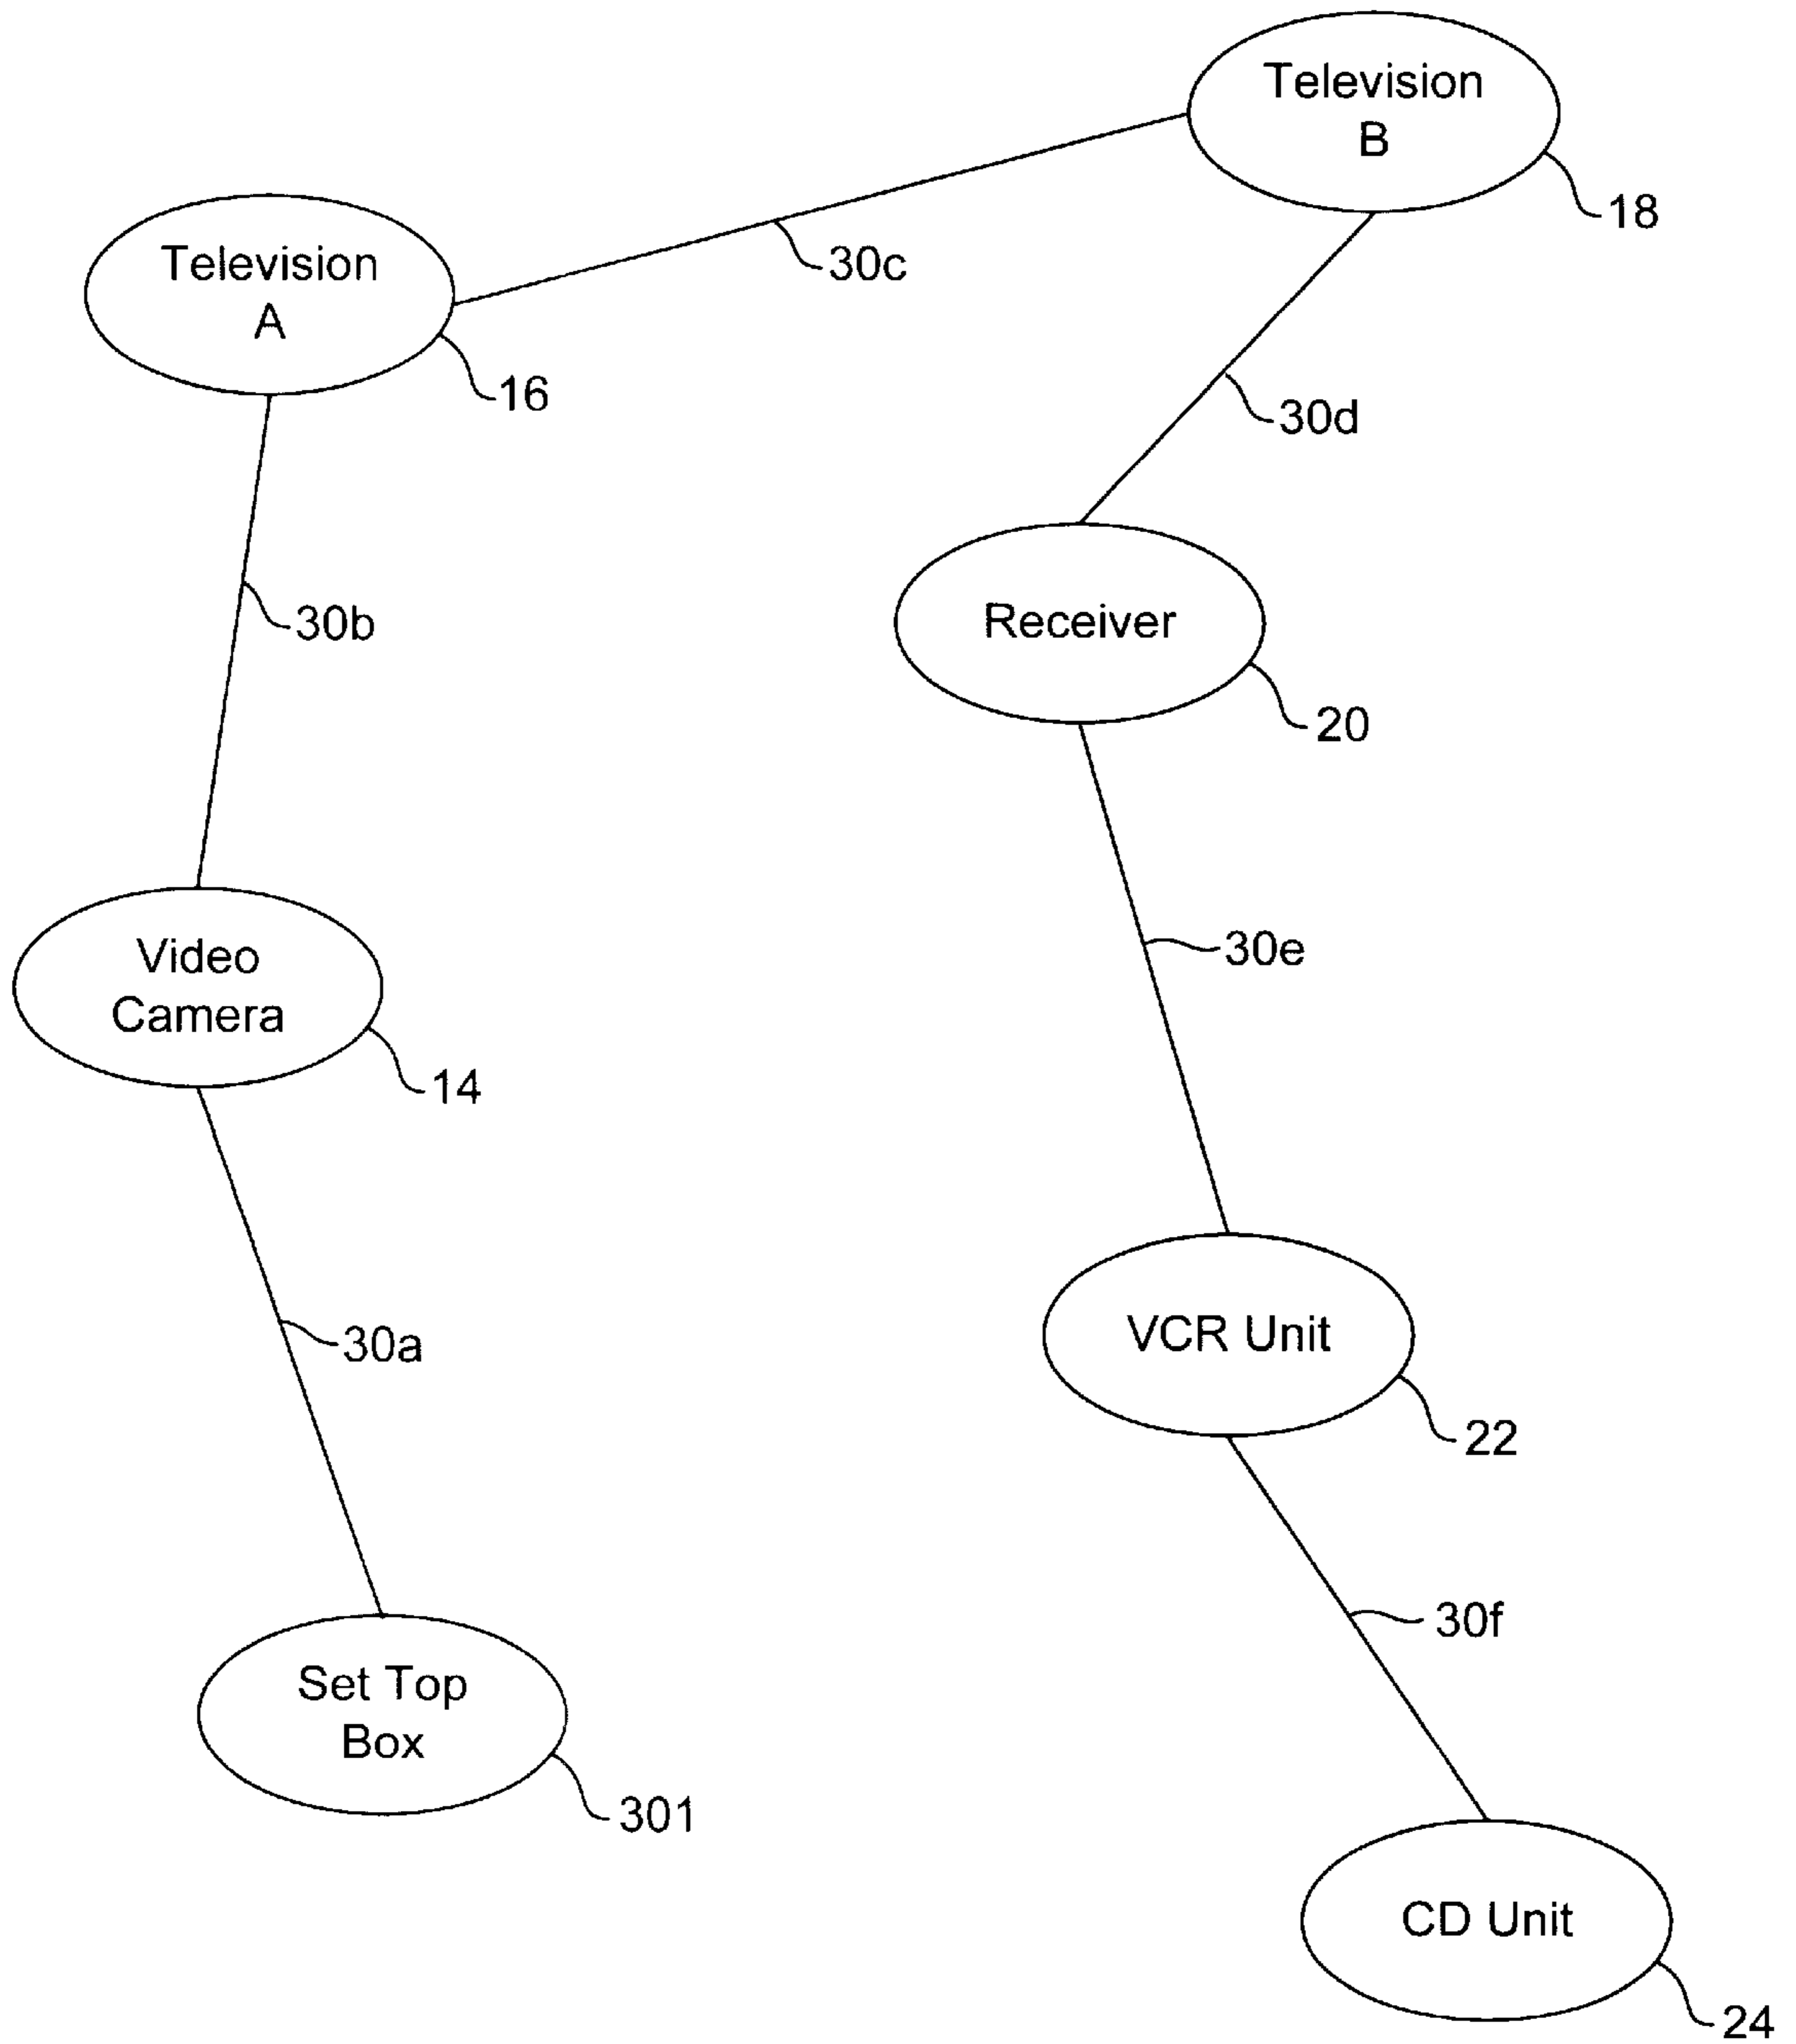 Television
B
18
30c
Television
A
16
30d
Receiver
20
30b
30e
Video
Camera
14
30a
VCR Unit
22
30f
Set Top
Box
301
CD Unit
24